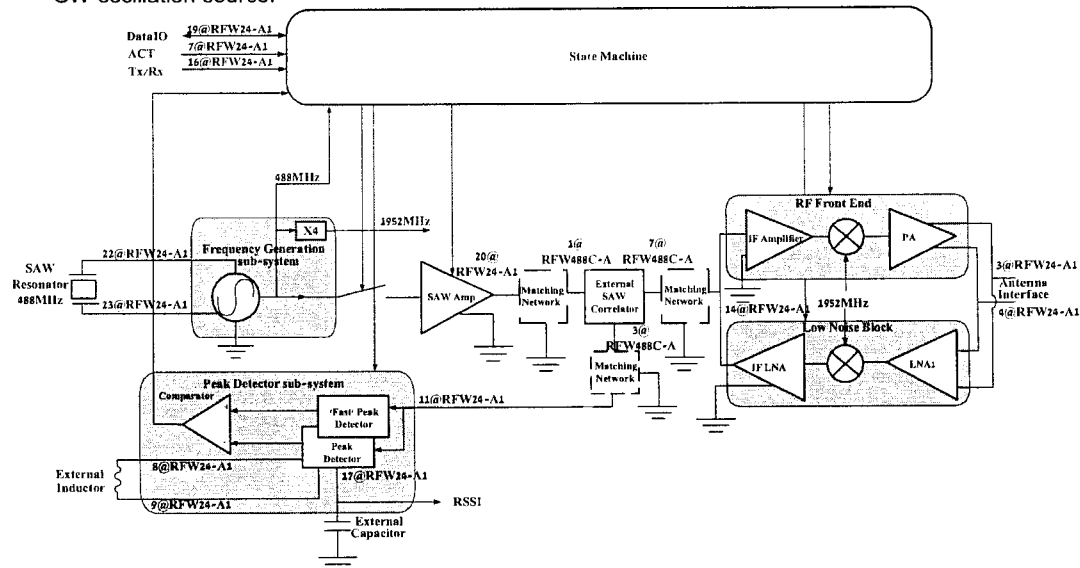 CW oscillation source.
DataIO
19@RFW24-A1
ACT
7@RFW24-A1
Tx/Rx
16@RFW24-A1
State Machine
488MHz
1952MHz
X4
Frequency Generation
sub-system
22@RFW24-A1
SAW
Resonator
488MHz
23@RFW24-A1
20@
RFW24-A1
SAW Amp
Matching
Network
1@
RFW488C-A
External
SAW
Correlator
7@
RFW488C-A
Matching
Network
3@
RFW488C-A
Matching
Network
RF Front End
IF Amplifier
PA
3@RFW24-A1
Antenna
Interface
4@RFW24-A1
1952MHz
14@RFW24-A1
Low Noise Block
IF LNA
LNA1
Peak Detector sub-system
Comparator
'Fast' Peak
Detector
Peak
Detector
11@RFW24-A1
17@RFW24-A1
8@RFW24-A1
External
Inductor
9@RFW24-A1
RSSI
External
Capacitor